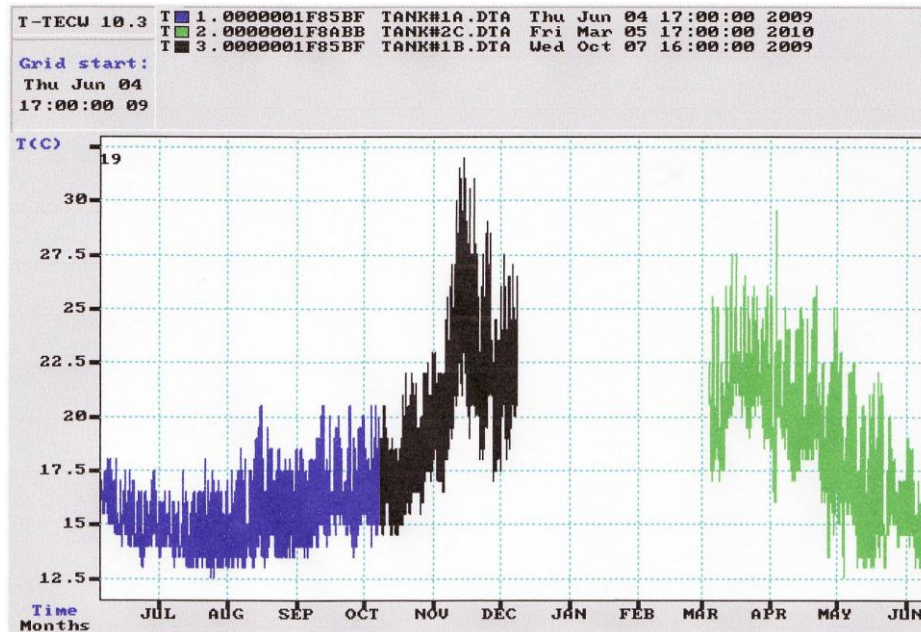 T-TECW 10.3
Grid start:
Thu Jun 04
17:00:00 09
T 1.0000001F85BF TANK#1A.DTA Thu Jun 04 17:00:00 2009
T 2.0000001F8ABB TANK#2C.DTA Fri Mar 05 17:00:00 2010
T 3.0000001F85BF TANK#1B.DTA Wed Oct 07 16:00:00 2009
T(C)
19
30
27.5
25
22.5
20
17.5
15
12.5
Time
Months
JUL AUG SEP OCT NOV DEC JAN FEB MAR APR MAY JUN